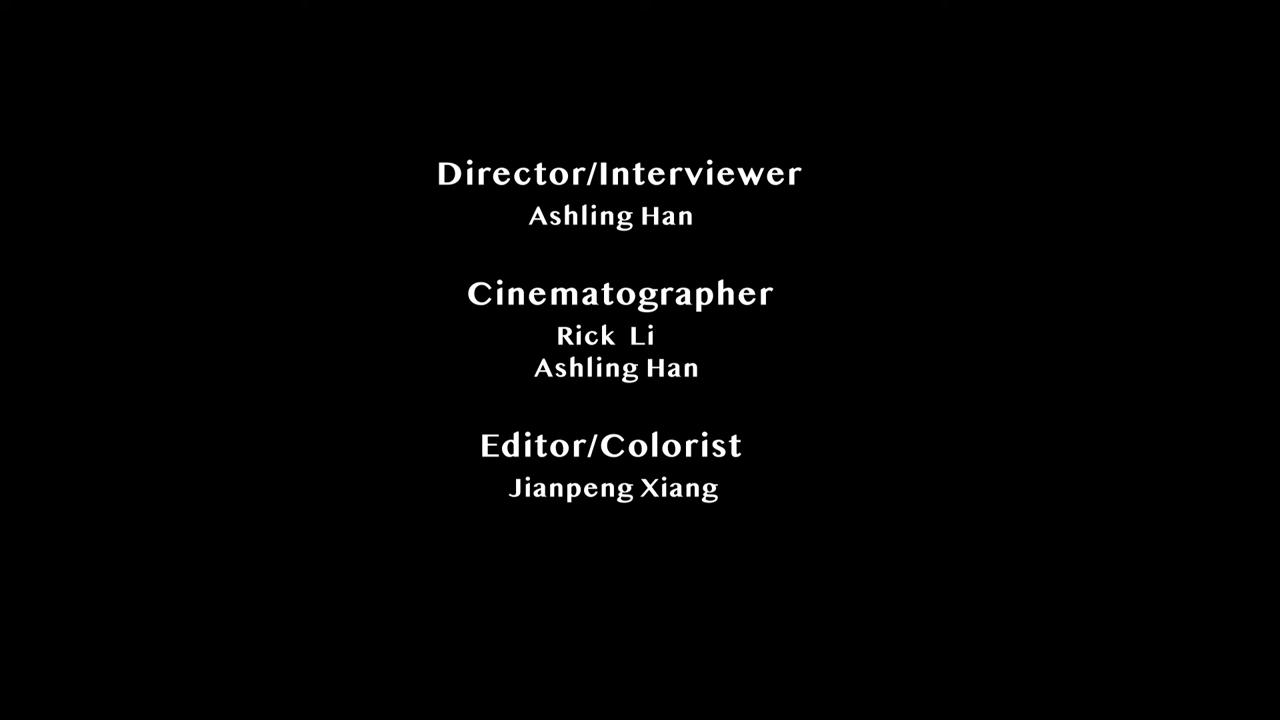 Director/Interviewer
Ashling Han
Cinematographer
Rick Li
Ashling Han
Editor/Colorist
Jianpeng Xiang